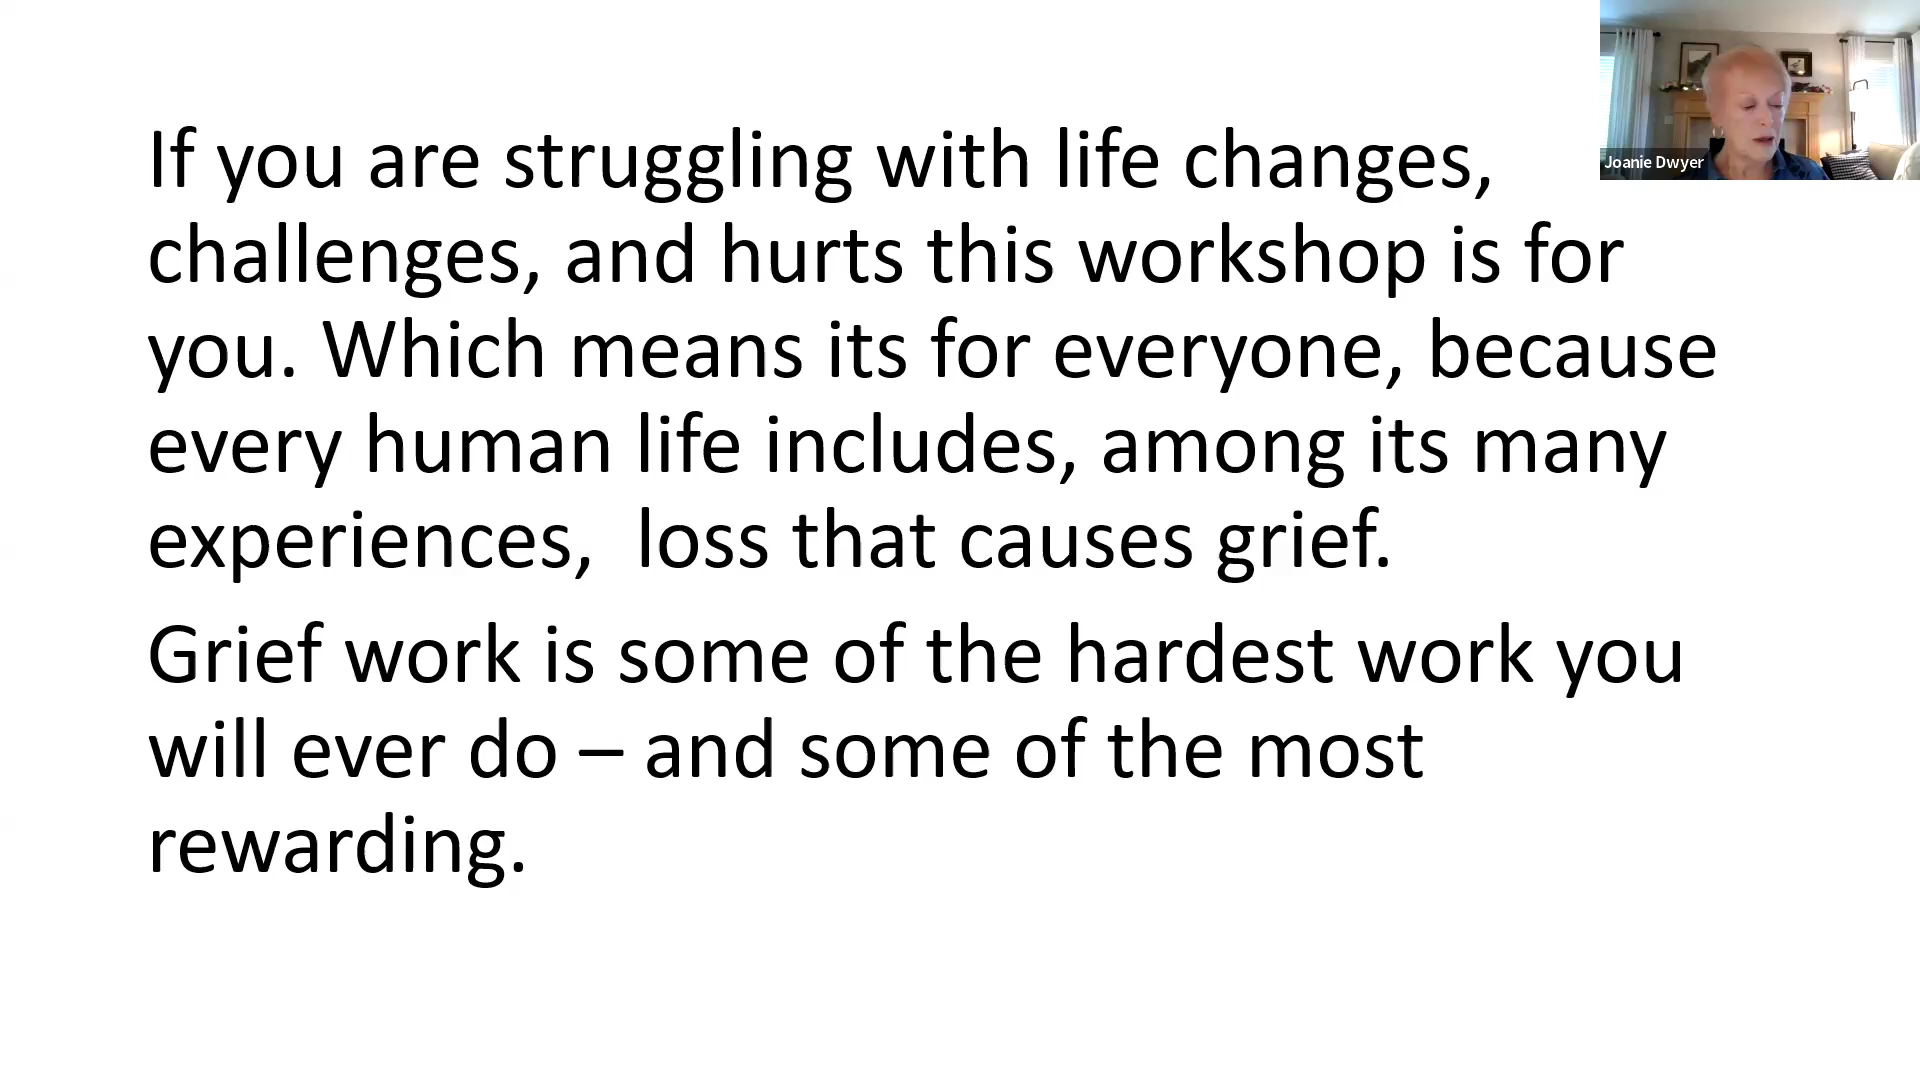 If you are struggling with life changes,
challenges, and hurts this workshop is for
you. Which means its for everyone, because
every human life includes, among its many
experiences,  loss that causes grief.
Grief work is some of the hardest work you
will ever do – and some of the most
rewarding.
Joanie Dwyer